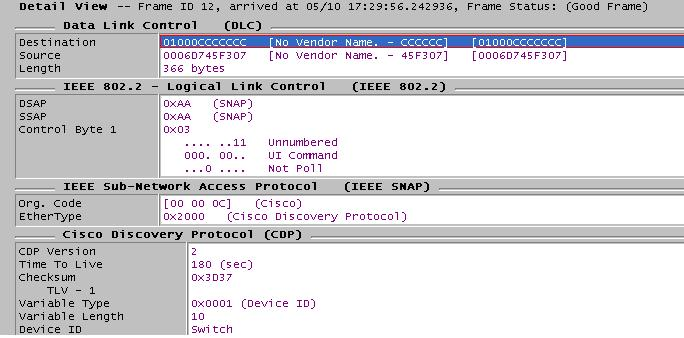 Detail View -- Frame ID 12, arrived at 05/10 17:29:56.242936, Frame Status: (Good Frame)
Data Link Control (DLC)
Destination 01000CCCCCCC [No Vendor Name. - CCCCCC] [01000CCCCCCC]
Source 0006D745F307 [No Vendor Name. - 45F307] [0006D745F307]
Length 366 bytes
IEEE 802.2 - Logical Link Control (IEEE 802.2)
DSAP 0xAA (SNAP)
SSAP 0xAA (SNAP)
Control Byte 1 0x03
.... ..11 Unnumbered
000. 00.. UI Command
...0 .... Not Poll
IEEE Sub-Network Access Protocol (IEEE SNAP)
Org. Code [00 00 0C] (Cisco)
EtherType 0x2000 (Cisco Discovery Protocol)
Cisco Discovery Protocol (CDP)
CDP Version 2
Time To Live 180 (sec)
Checksum 0x3D37
TLV - 1
Variable Type 0x0001 (Device ID)
Variable Length 10
Device ID Switch